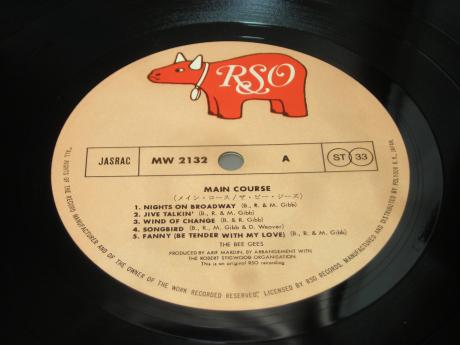 RSO
JASRAC MW 2132 A ST 33
MAIN COURSE
(メイン・コース/ザ・ビー・ジーズ)
1. NIGHTS ON BROADWAY (B., R. & M. Gibb)
2. JIVE TALKIN' (B., R. & M. Gibb)
3. WIND OF CHANGE (B. & R. Gibb)
4. SONGBIRD (B., R., M. Gibb & D. Weaver)
5. FANNY (BE TENDER WITH MY LOVE) (B., R. & M. Gibb)
THE BEE GEES
PRODUCED BY ARIF MARDIN, BY ARRANGEMENT WITH
THE ROBERT STIGWOOD ORGANISATION
This is an original RSO recording
"ALL RIGHTS OF THE RECORD MANUFACTURER AND OF THE OWNER OF THE WORK RECORDED RESERVED." LICENSED BY RSO RECORDS, MANUFACTURED AND DISTRIBUTED BY POLYDOR K.K., JAPAN.